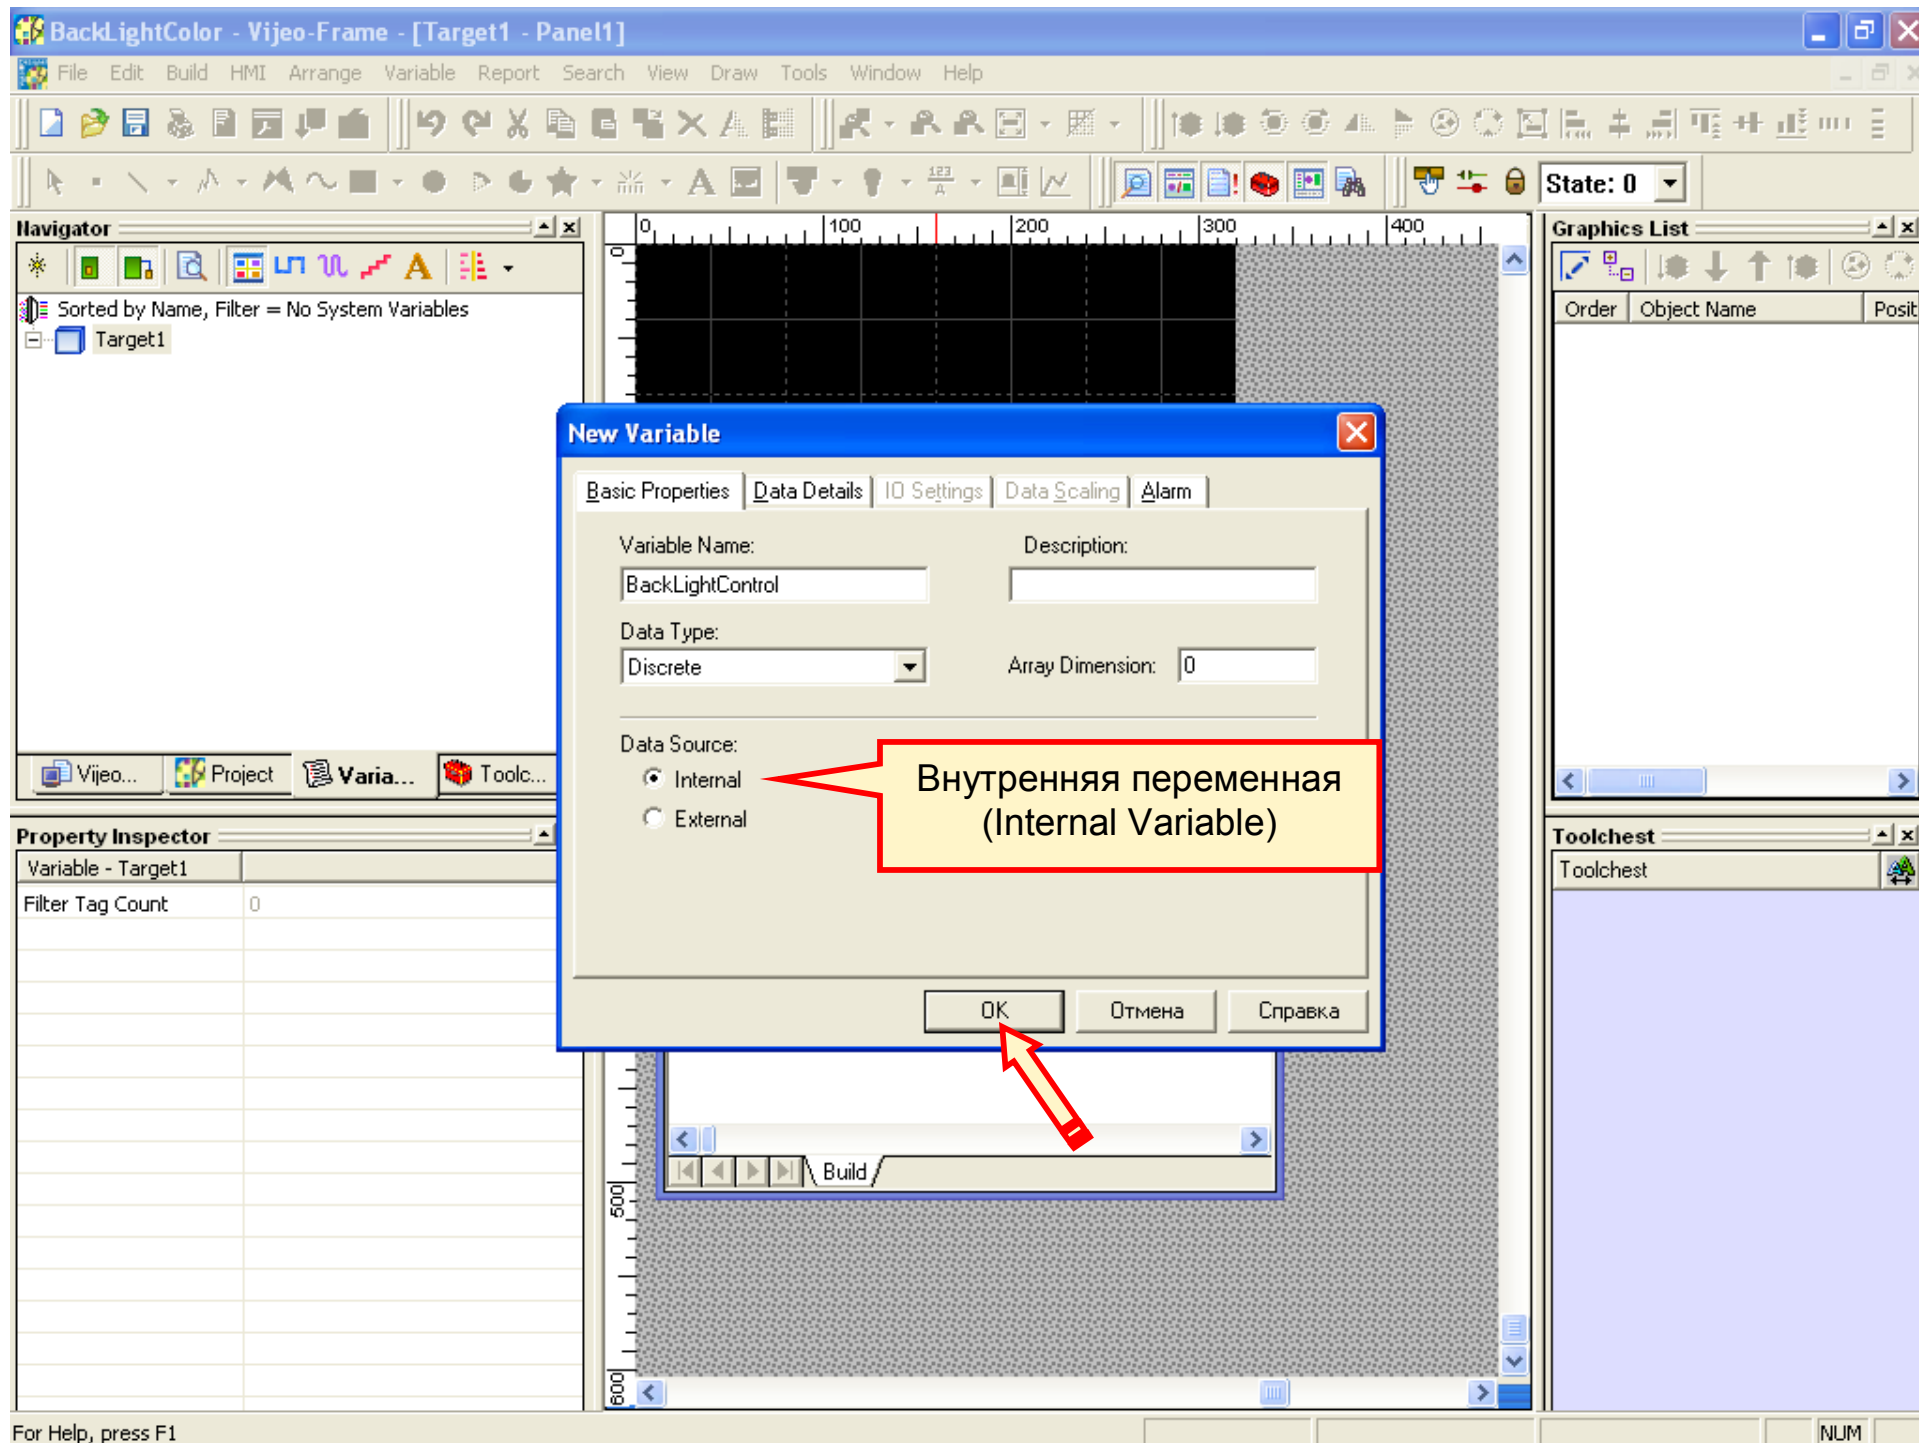 BackLightColor - Vijeo-Frame - [Target1 - Panel1]
File Edit Build HMI Arrange Variable Report Search View Draw Tools Window Help
State: 0
Navigator
Sorted by Name, Filter = No System Variables
Target1
Vijeo... Project Varia... Toolc...
Property Inspector
Variable - Target1
Filter Tag Count 0
0 100 200 300 400
0
500
600
New Variable
Basic Properties Data Details IO Settings Data Scaling Alarm
Variable Name: Description:
BackLightControl
Data Type:
Discrete Array Dimension: 0
Data Source:
Internal
External
Внутренняя переменная
(Internal Variable)
OK Отмена Справка
Build
Graphics List
Order Object Name Posit
Toolchest
Toolchest
For Help, press F1 NUM